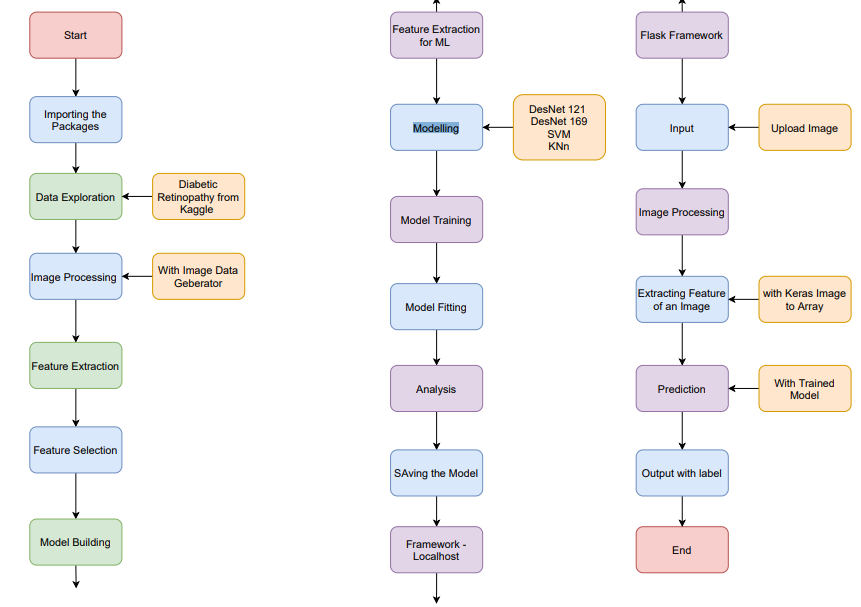 Start
Importing the
Packages
Data Exploration
Diabetic
Retinopathy from
Kaggle
Image Processing
With Image Data
Geberator
Feature Extraction
Feature Selection
Model Building
Feature Extraction
for ML
Modelling
DesNet 121
DesNet 169
SVM
KNn
Model Training
Model Fitting
Analysis
SAving the Model
Framework -
Localhost
Flask Framework
Input
Upload Image
Image Processing
Extracting Feature
of an Image
with Keras Image
to Array
Prediction
With Trained
Model
Output with label
End